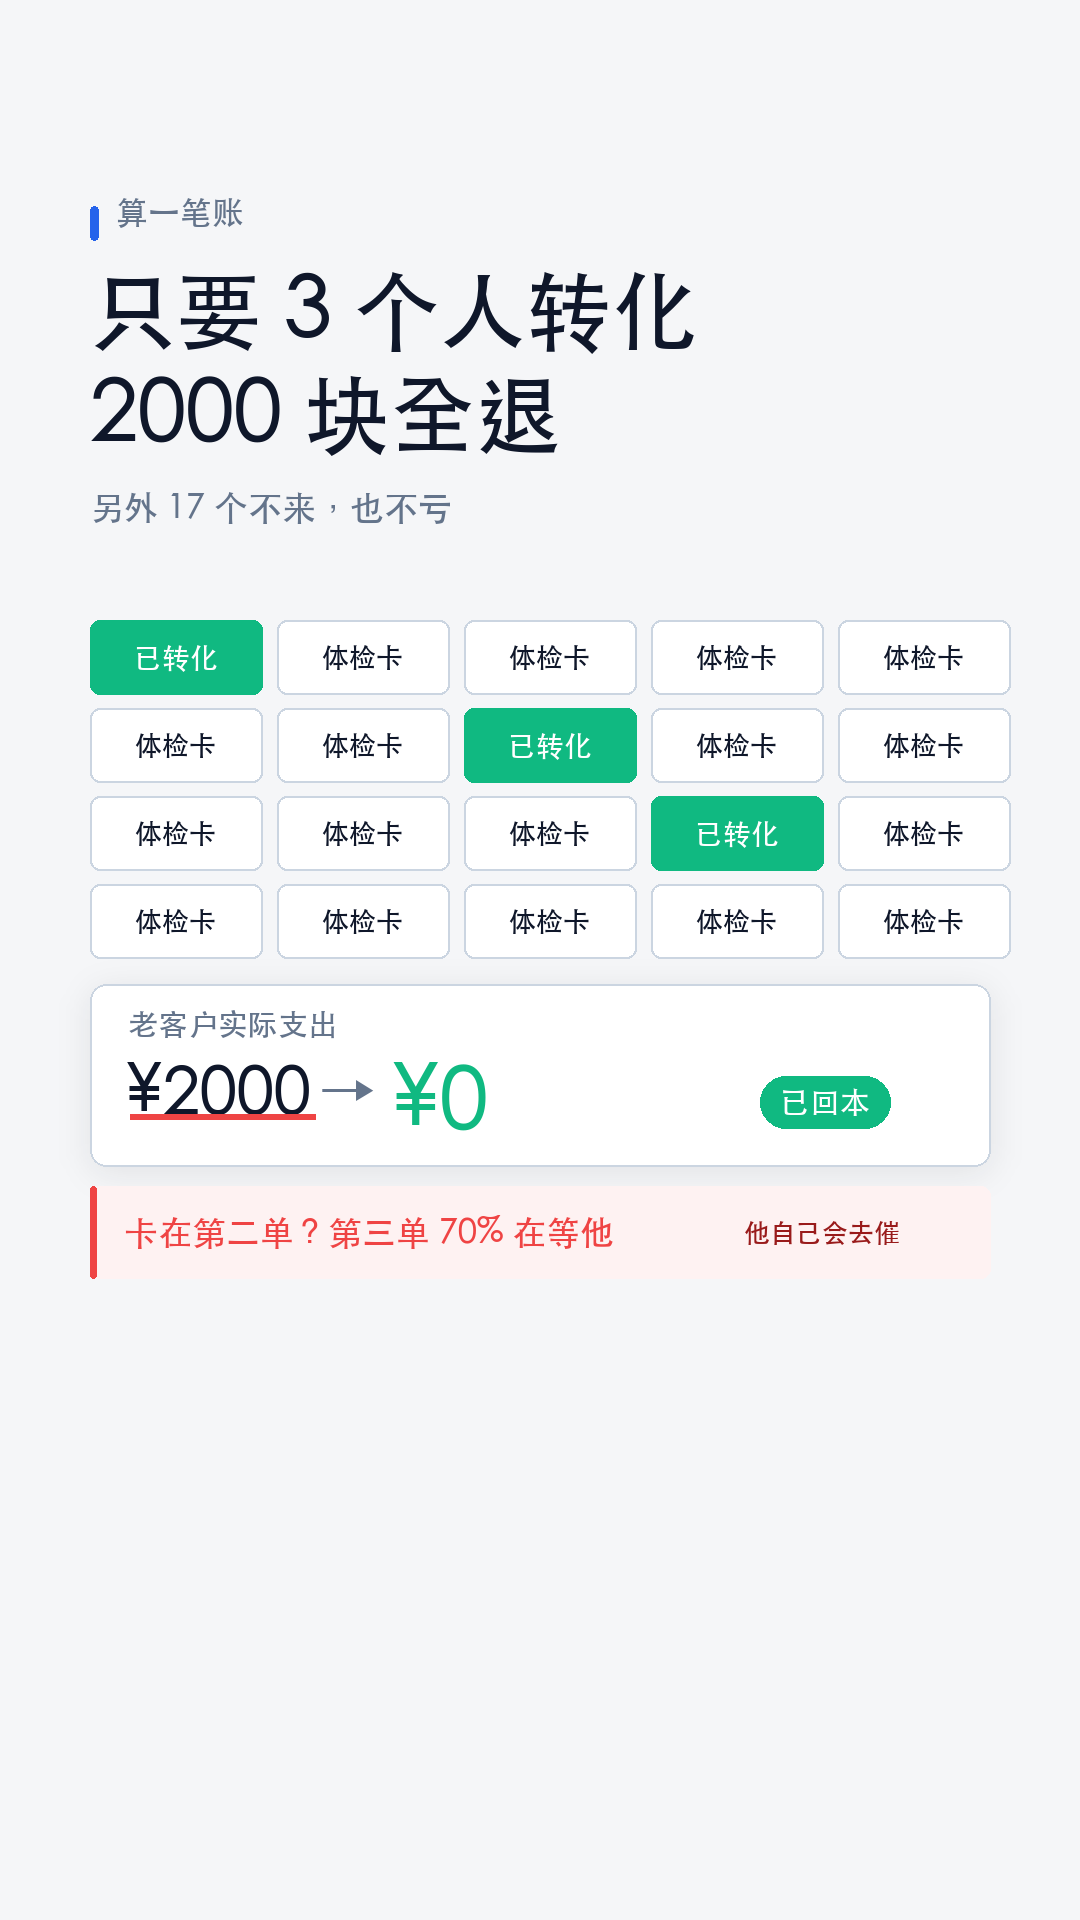 算一笔账
只要 3 个人转化
2000 块全退
另外 17 个不来，也不亏
已转化 体检卡 体检卡 体检卡 体检卡
体检卡 体检卡 已转化 体检卡 体检卡
体检卡 体检卡 体检卡 已转化 体检卡
体检卡 体检卡 体检卡 体检卡 体检卡
老客户实际支出
¥2000 → ¥0 已回本
卡在第二单？第三单 70% 在等他 他自己会去催